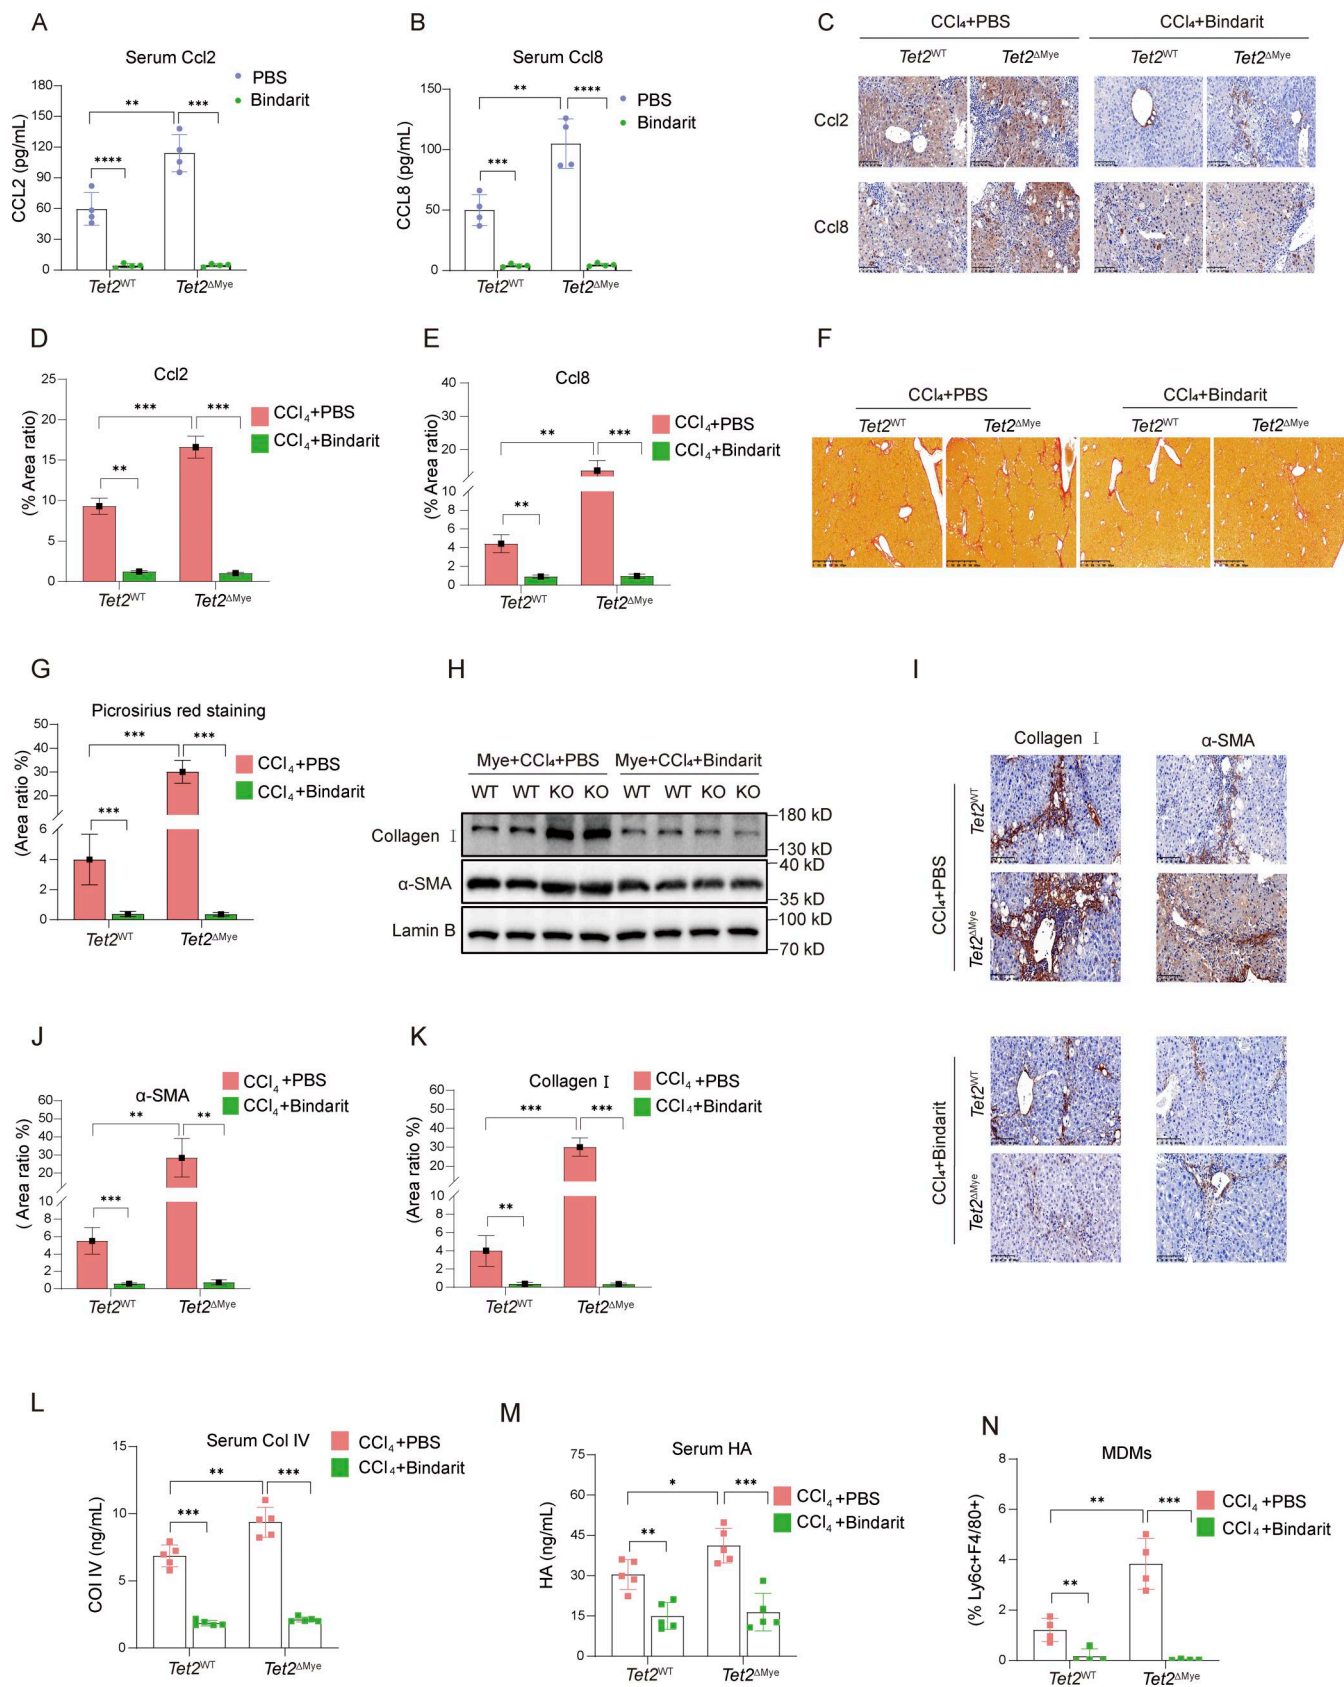 A
Serum Ccl2
PBS
Bindarit
CCL2 (pg/mL)
180
150
120
90
60
30
0
**
***
****
Tet2WT
Tet2ΔMye
B
Serum Ccl8
PBS
Bindarit
CCL8 (pg/mL)
150
100
50
0
**
****
***
Tet2WT
Tet2ΔMye
C
CCl₄+PBS
CCl₄+Bindarit
Tet2WT
Tet2ΔMye
Tet2WT
Tet2ΔMye
Ccl2
Ccl8
D
Ccl2
CCl₄+PBS
CCl₄+Bindarit
(% Area ratio)
25
20
15
10
5
0
***
***
**
Tet2WT
Tet2ΔMye
E
Ccl8
CCl₄+PBS
CCl₄+Bindarit
(% Area ratio)
40
30
20
10
8
6
4
2
0
**
***
**
Tet2WT
Tet2ΔMye
F
CCl₄+PBS
CCl₄+Bindarit
Tet2WT
Tet2ΔMye
Tet2WT
Tet2ΔMye
G
Picrosirius red staining
CCl₄+PBS
CCl₄+Bindarit
(Area ratio %)
50
40
30
20
6
4
2
0
***
***
***
Tet2WT
Tet2ΔMye
H
Mye+CCl₄+PBS
Mye+CCl₄+Bindarit
WT WT KO KO WT WT KO KO
Collagen I
180 kD
130 kD
α-SMA
40 kD
35 kD
Lamin B
100 kD
70 kD
I
Collagen I
α-SMA
CCl₄+PBS
Tet2WT
Tet2ΔMye
CCl₄+Bindarit
Tet2WT
Tet2ΔMye
J
α-SMA
CCl₄+PBS
CCl₄+Bindarit
( Area ratio %)
60
50
40
30
20
10
8
6
4
2
0
**
**
***
Tet2WT
Tet2ΔMye
K
Collagen I
CCl₄+PBS
CCl₄+Bindarit
(Area ratio %)
60
50
40
30
20
10
8
6
4
2
0
***
***
**
Tet2WT
Tet2ΔMye
L
Serum Col IV
CCl₄+PBS
CCl₄+Bindarit
COl IV (ng/mL)
15
10
5
0
**
***
***
Tet2WT
Tet2ΔMye
M
Serum HA
CCl₄+PBS
CCl₄+Bindarit
HA (ng/mL)
75
60
45
30
15
0
*
***
**
Tet2WT
Tet2ΔMye
N
MDMs
CCl₄+PBS
CCl₄+Bindarit
(% Ly6c+F4/80+)
8
6
4
2
0
**
***
**
Tet2WT
Tet2ΔMye